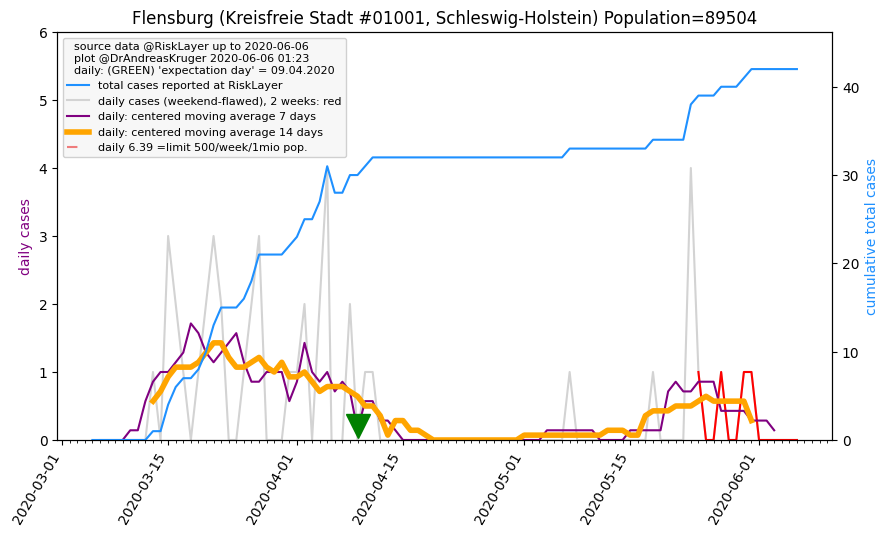 Flensburg (Kreisfreie Stadt #01001, Schleswig-Holstein) Population=89504
source data @RiskLayer up to 2020-06-06
plot @DrAndreasKruger 2020-06-06 01:23
daily: (GREEN) 'expectation day' = 09.04.2020
total cases reported at RiskLayer
daily cases (weekend-flawed), 2 weeks: red
daily: centered moving average 7 days
daily: centered moving average 14 days
daily 6.39 =limit 500/week/1mio pop.
6
5
4
3
2
1
0
daily cases
40
30
20
10
0
cumulative total cases
2020-03-01
2020-03-15
2020-04-01
2020-04-15
2020-05-01
2020-05-15
2020-06-01